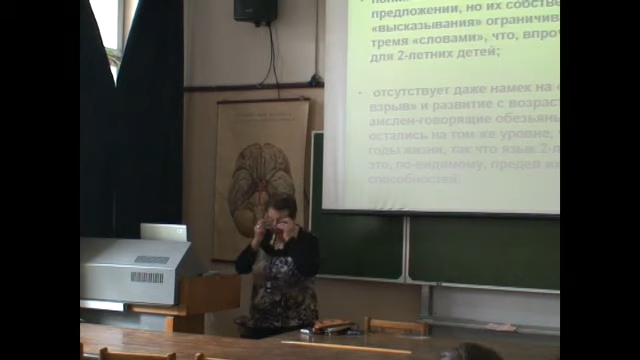 предложении, но их собстве
«высказывания» ограничив
тремя «словами», что, впро
для 2-летних детей;
отсутствует даже намек на
взрыв» и развитие с возраст
амслен-говорящие обезьяны
остались на том же уровне,
годы жизни, так что язык 2-л
это, по-видимому, предел их
способностей.